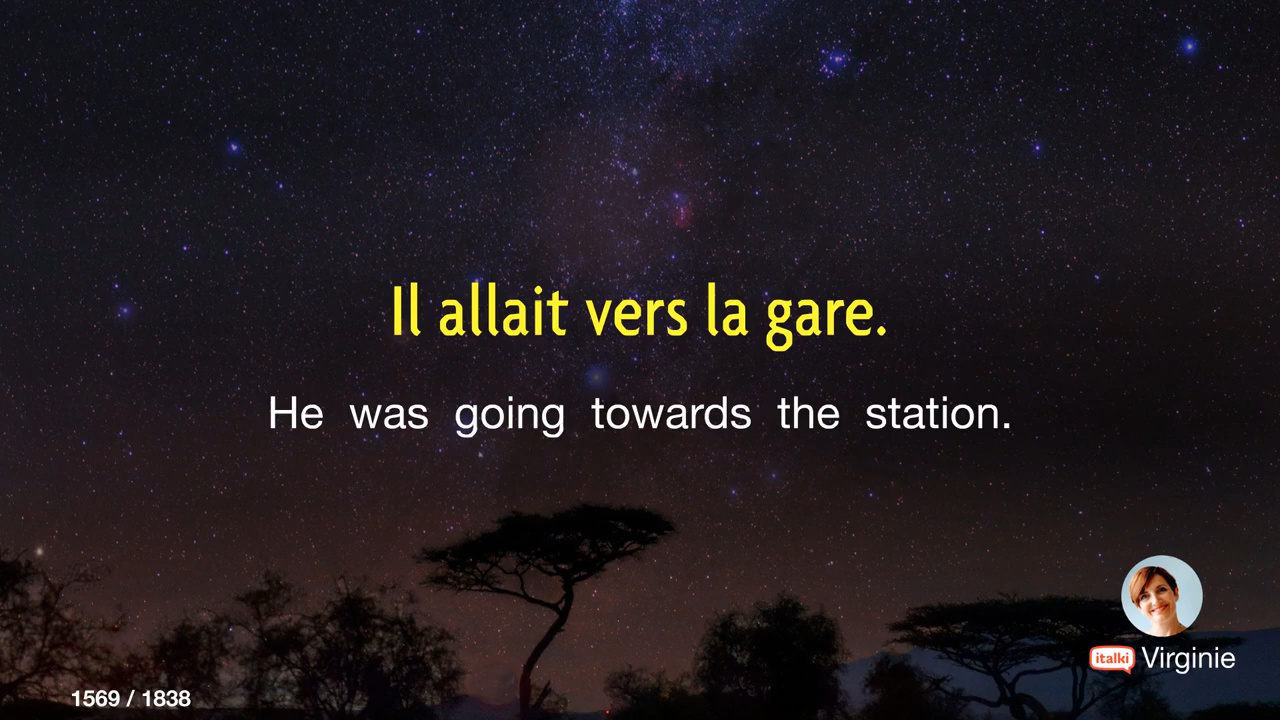 Il allait vers la gare.
He was going towards the station.
italki Virginie
1569 / 1838